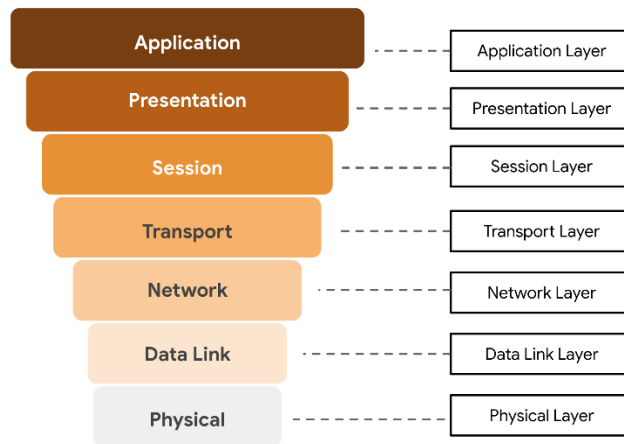 Application
Application Layer
Presentation
Presentation Layer
Session
Session Layer
Transport
Transport Layer
Network
Network Layer
Data Link
Data Link Layer
Physical
Physical Layer